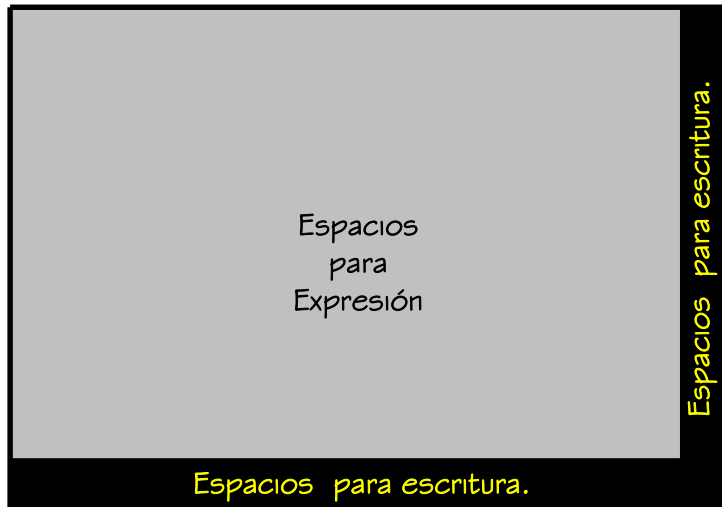 Espacios
para
Expresión
Espacios para escritura.
Espacios para escritura.